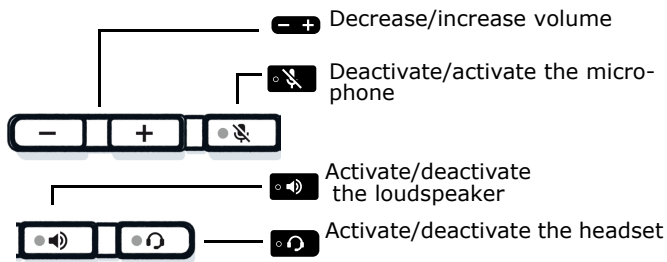 Decrease/increase volume
Deactivate/activate the micro-
phone
Activate/deactivate
the loudspeaker
Activate/deactivate the headset